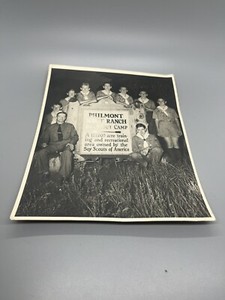 PHILMONT
RANCH
CAMP
acre train
ing and recreational
area owned by the
Boy Scouts of America